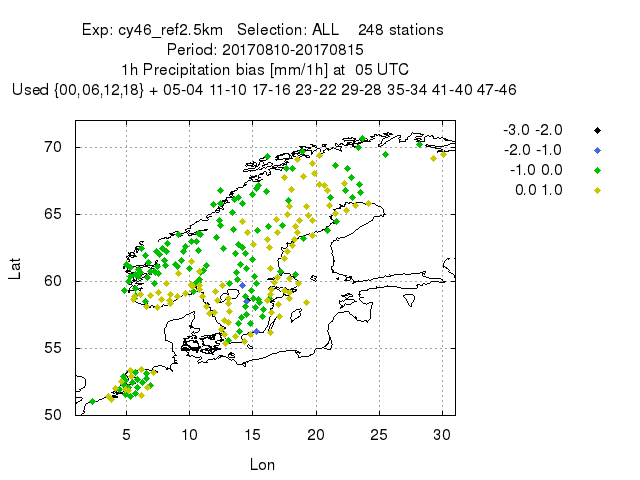 Exp: cy46_ref2.5km   Selection: ALL    248 stations
Period: 20170810-20170815
1h Precipitation bias [mm/1h] at  05 UTC
Used {00,06,12,18} + 05-04 11-10 17-16 23-22 29-28 35-34 41-40 47-46
-3.0 -2.0
-2.0 -1.0
-1.0 0.0
0.0 1.0
70
65
60
55
50
Lat
5 10 15 20 25 30
Lon